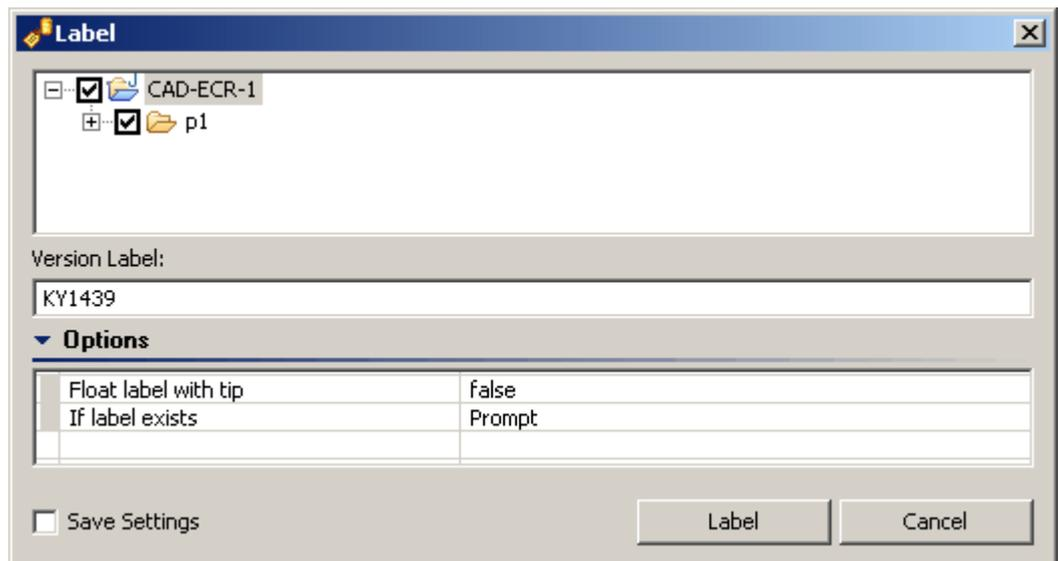 Label
CAD-ECR-1
p1
Version Label:
KY1439
Options
Float label with tip false
If label exists Prompt
Save Settings Label Cancel